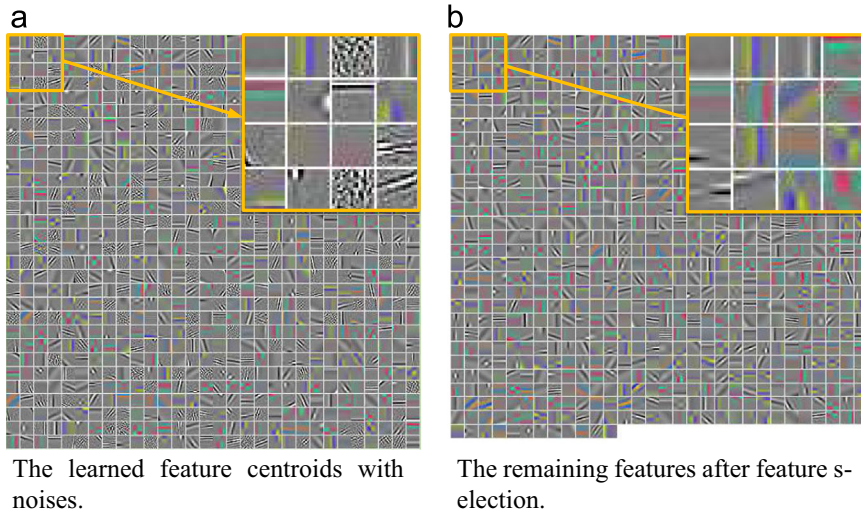 a
b
The learned feature centroids with
noises.
The remaining features after feature s-
election.